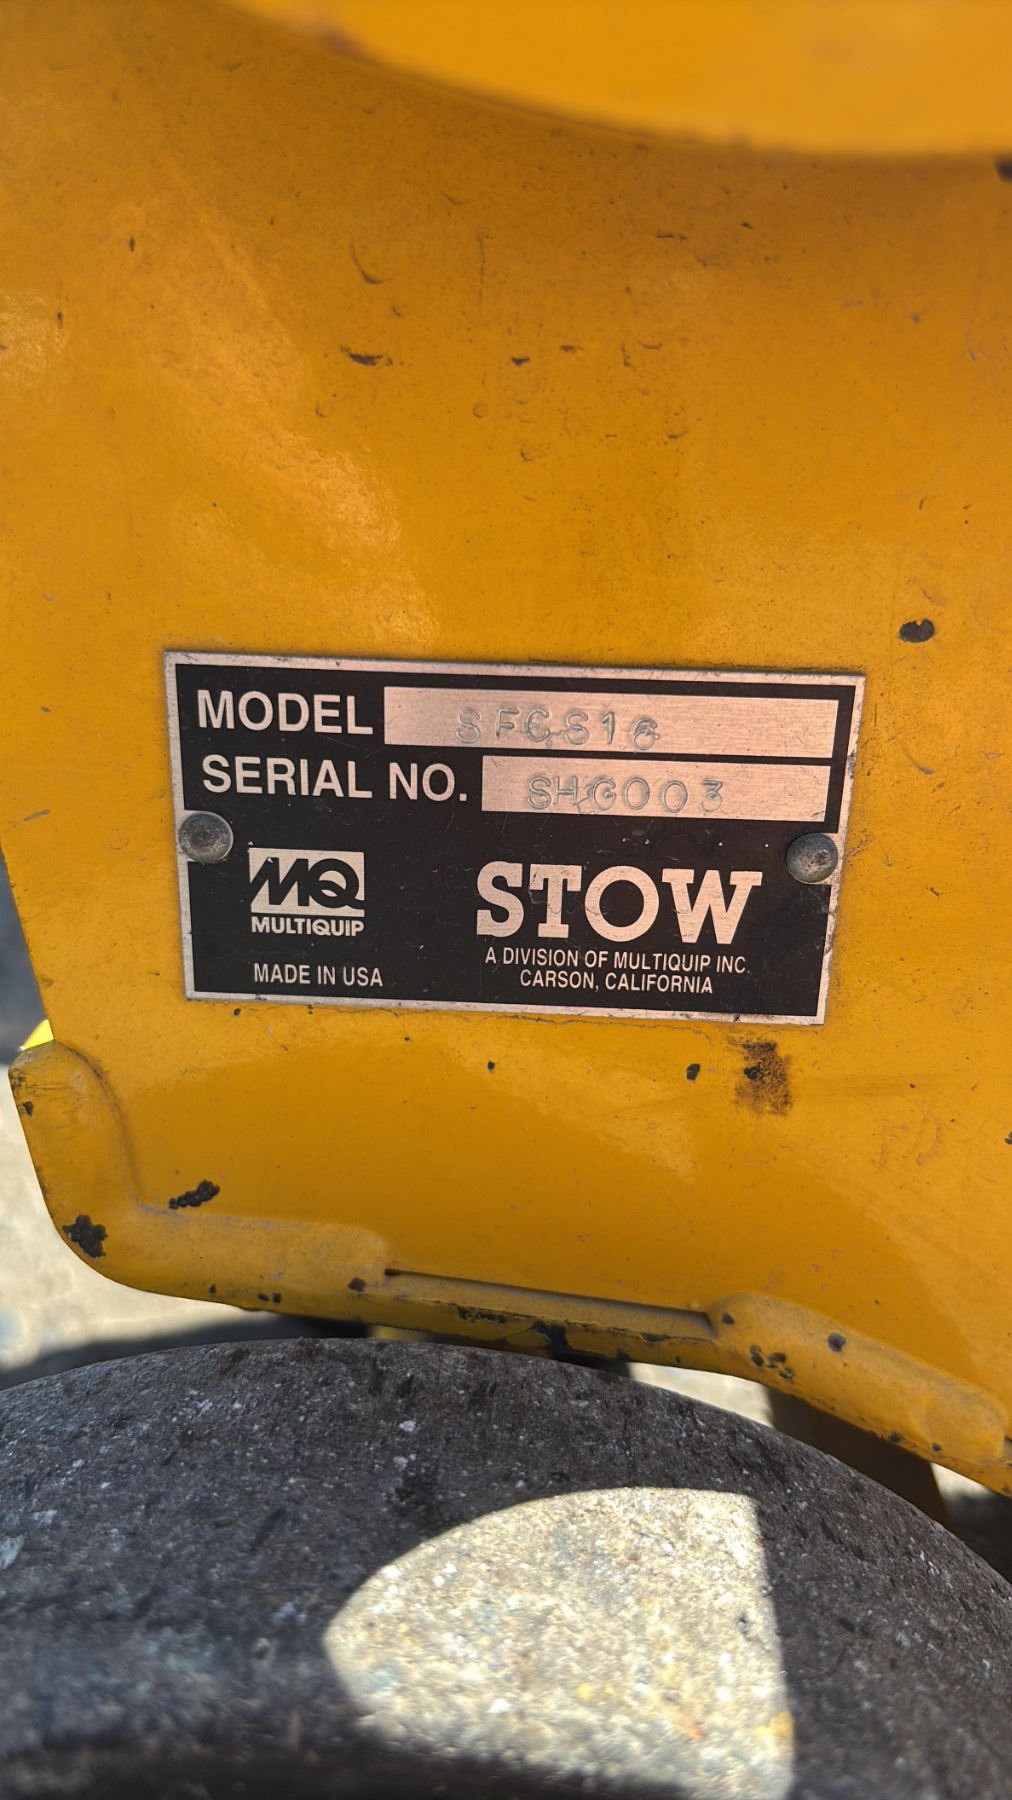 MODEL SFCS16
SERIAL NO. SHG003
MQ
MULTIQUIP
MADE IN USA
STOW
A DIVISION OF MULTIQUIP INC.
CARSON, CALIFORNIA